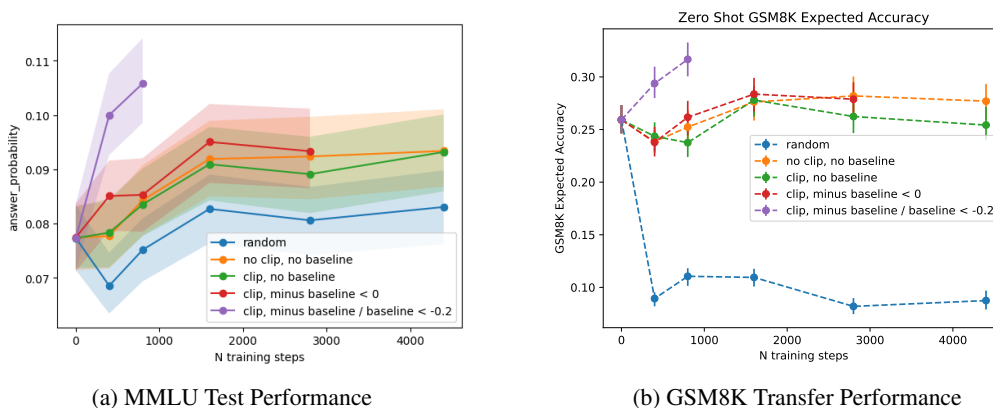 0.11
0.10
0.09
0.08
0.07
answer_probability
0
1000
2000
3000
4000
N training steps
random
no clip, no baseline
clip, no baseline
clip, minus baseline < 0
clip, minus baseline / baseline < -0.2
(a) MMLU Test Performance
Zero Shot GSM8K Expected Accuracy
0.30
0.25
0.20
0.15
0.10
GSM8K Expected Accuracy
0
1000
2000
3000
4000
N training steps
random
no clip, no baseline
clip, no baseline
clip, minus baseline < 0
clip, minus baseline / baseline < -0.2
(b) GSM8K Transfer Performance